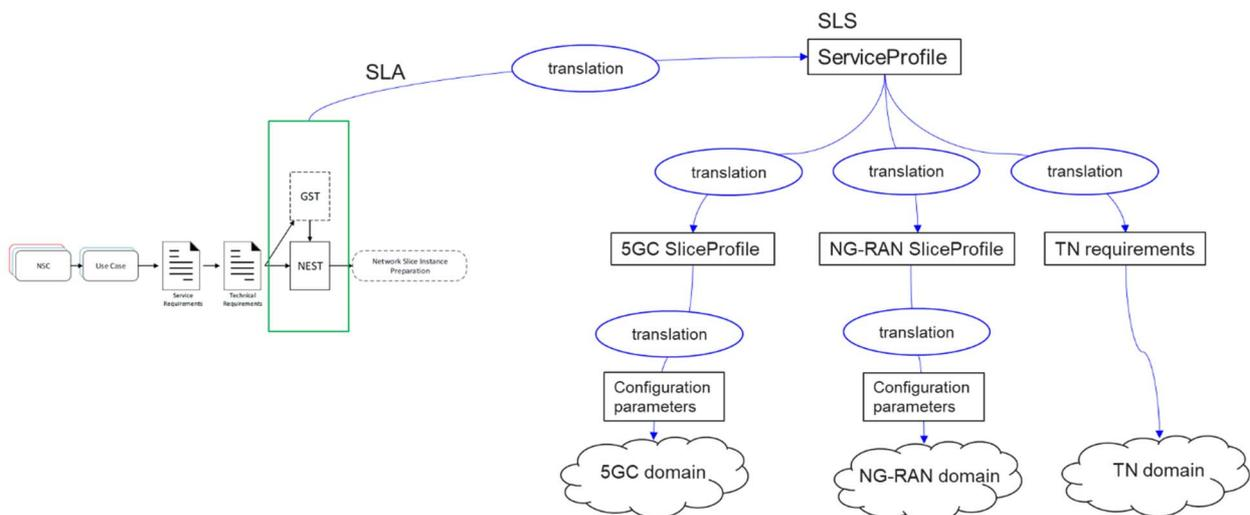 SLS
ServiceProfile
translation
SLA
translation
translation
translation
GST
5GC SliceProfile
NG-RAN SliceProfile
TN requirements
NSC
Use Case
NEST
Network Slice Instance
Preparation
Service
Requirements
Technical
Requirements
translation
translation
Configuration
parameters
Configuration
parameters
5GC domain
NG-RAN domain
TN domain